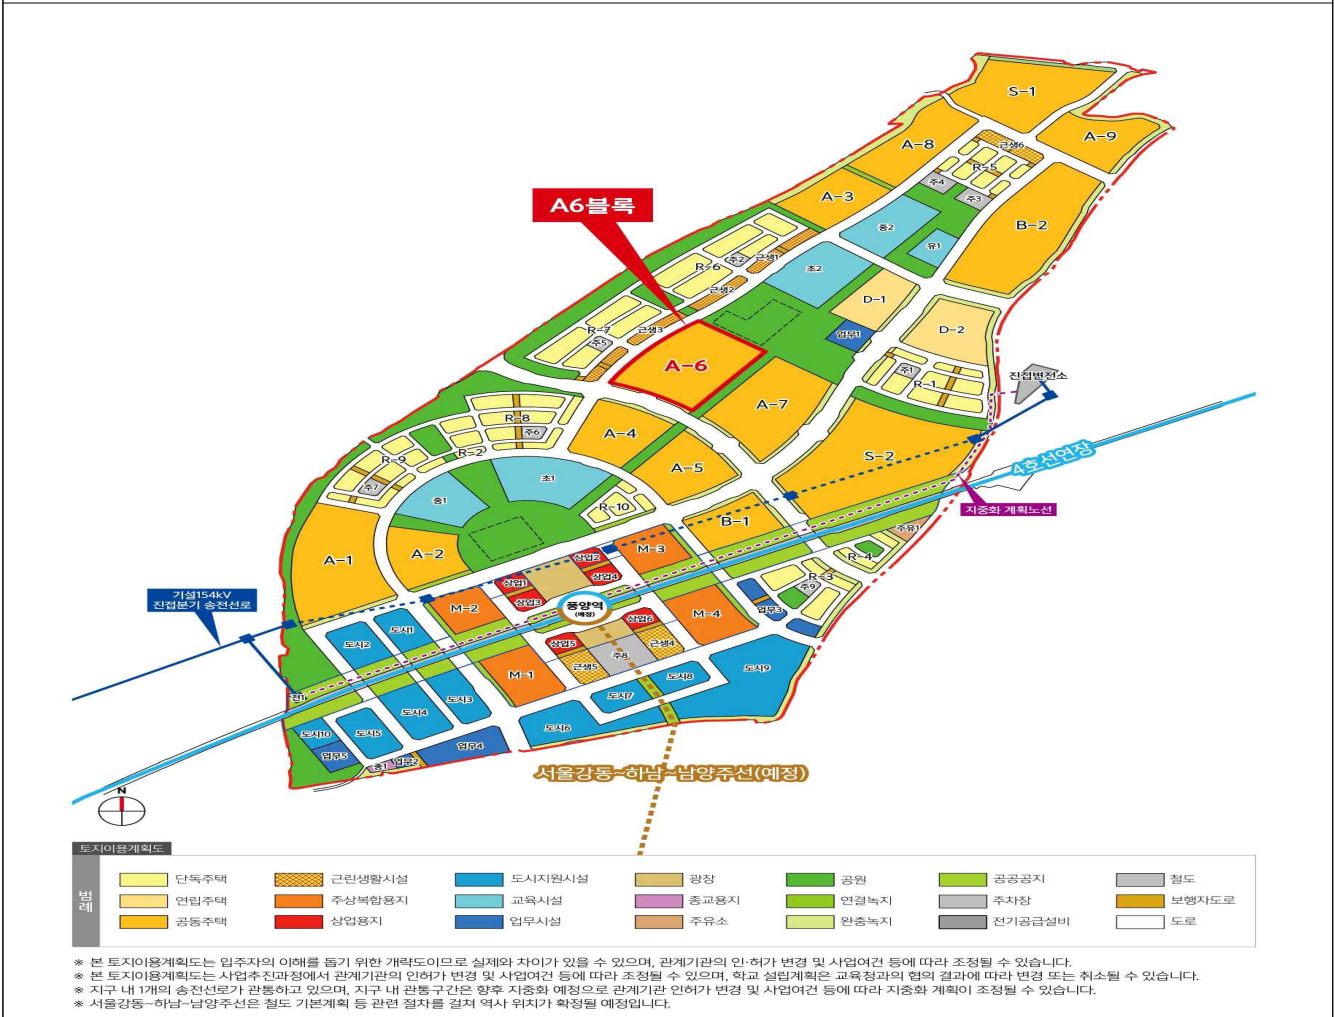 S-1
A-8
근생6
A-9
R-5
주4
주3
A-3
A6블록
B-2
중2
유1
R-6
주2
근생1
초2
근생2
D-1
R-7
근생3
업무1
D-2
주5
A-6
주1
R-1
진접변전소
A-7
R-8
주6
A-4
S-2
4호선연장
R-9
R-2
A-5
주7
초1
중1
R-10
지중화 계획노선
B-1
주유1
A-1
A-2
상업2
M-3
R-4
상업1
상업4
R-3
주9
기설154kV
진접분기 송전선로
M-2
상업3
풍양역
(예정)
M-4
업무3
도시1
상업6
도시2
상업5
근생4
주8
근생5
M-1
도시9
도시8
전1
도시3
도시7
도시4
도시6
도시10
도시5
업무4
업무5
종1
업무2
서울강동~하남~남양주선(예정)
N
토지이용계획도
범례
단독주택 근린생활시설 도시지원시설 광장 공원 공공공지 철도
연립주택 주상복합용지 교육시설 종교용지 연결녹지 주차장 보행자도로
공동주택 상업용지 업무시설 주유소 완충녹지 전기공급설비 도로
※ 본 토지이용계획도는 입주자의 이해를 돕기 위한 개략도이므로 실제와 차이가 있을 수 있으며, 관계기관의 인·허가 변경 및 사업여건 등에 따라 조정될 수 있습니다.
※ 본 토지이용계획도는 사업추진과정에서 관계기관의 인허가 변경 및 사업여건 등에 따라 조정될 수 있으며, 학교 설립계획은 교육청과의 협의 결과에 따라 변경 또는 취소될 수 있습니다.
※ 지구 내 1개의 송전선로가 관통하고 있으며, 지구 내 관통구간은 향후 지중화 예정으로 관계기관 인허가 변경 및 사업여건 등에 따라 지중화 계획이 조정될 수 있습니다.
※ 서울강동~하남~남양주선은 철도 기본계획 등 관련 절차를 걸쳐 역사 위치가 확정될 예정입니다.